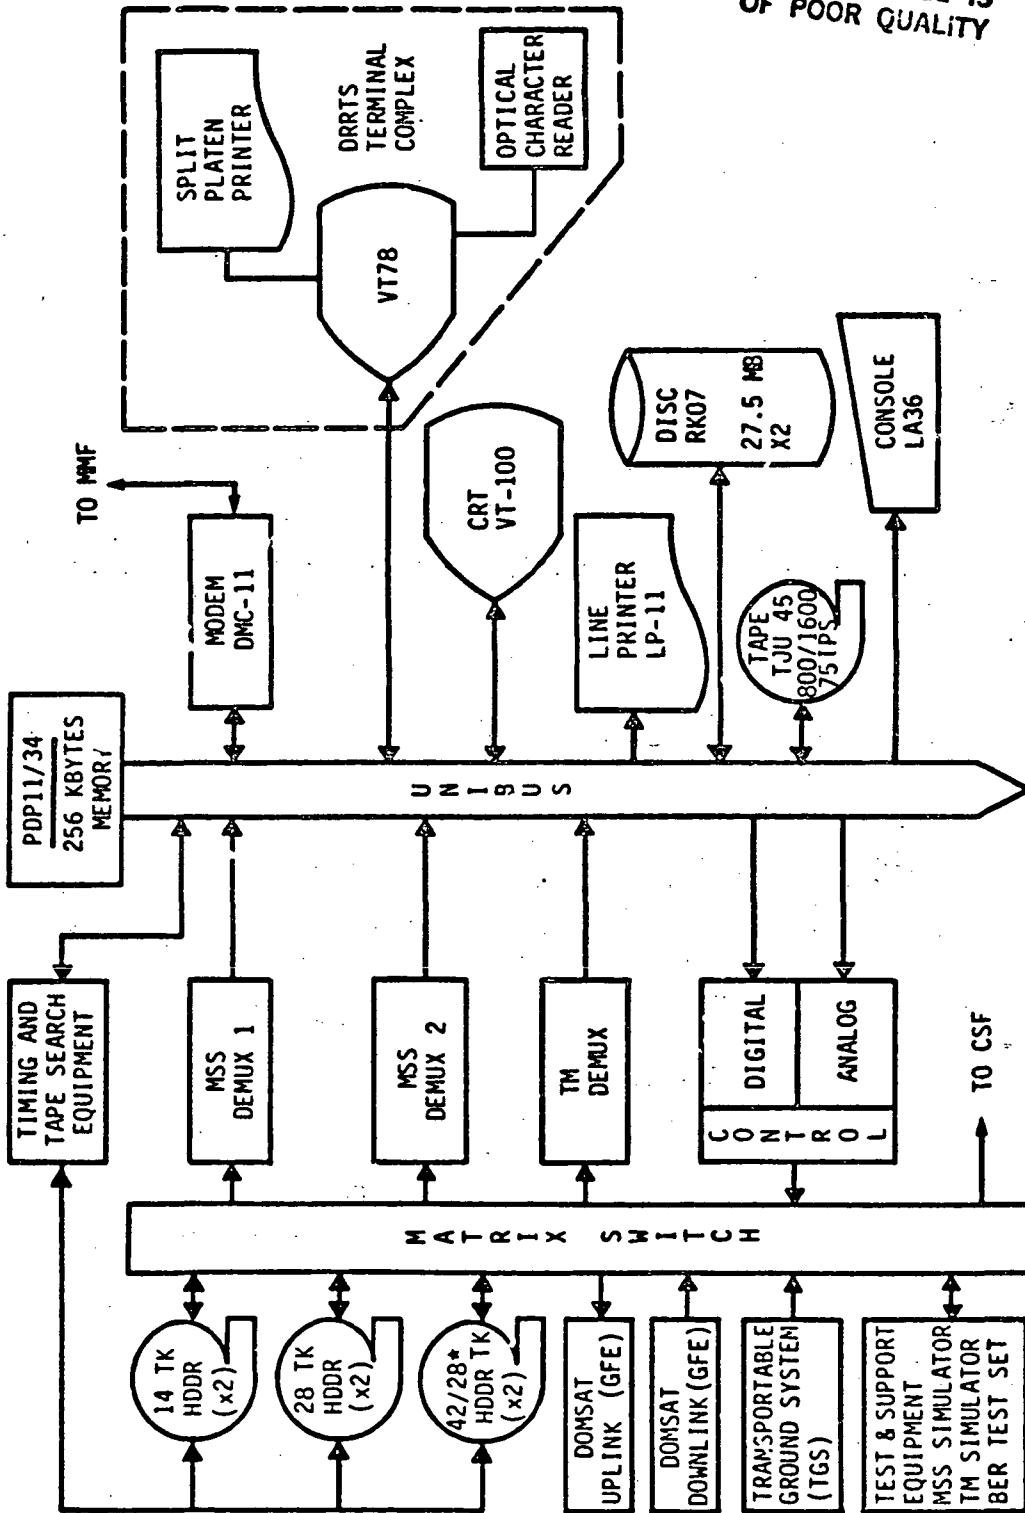 OF POOR QUALITY
SPLIT
PLATEN
PRINTER
DRRTS
TERMINAL
COMPLEX
OPTICAL
CHARACTER
READER
VT78
TO MMF
MODEM
DMC-11
CRT
VT-100
LINE
PRINTER
LP-11
DISC
RK07
27.5 MB
X2
TAPE
TJU 45
800/1600
75IPS
CONSOLE
LA36
PDP11/34
256 KBYTES
MEMORY
UNIBUS
TIMING AND
TAPE SEARCH
EQUIPMENT
MSS
DEMUX 1
MSS
DEMUX 2
TM
DEMUX
DIGITAL
ANALOG
CONTROL
TO CSF
MATRIX SWITCH
14 TK
HDDR
(x2)
28 TK
HDDR
(x2)
42/28*
HDDR TK
(x2)
DOMSAT
UPLINK (GFE)
DOMSAT
DOWNLINK(GFE)
TRANSPORTABLE
GROUND SYSTEM
(TGS)
TEST & SUPPORT
EQUIPMENT
MSS SIMULATOR
TM SIMULATOR
BER TEST SET